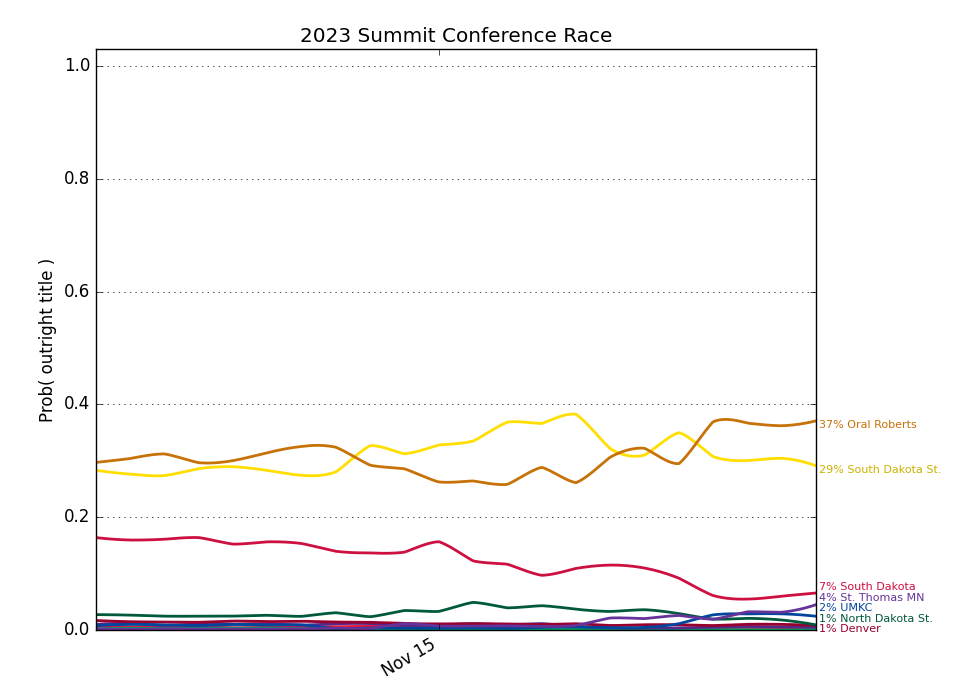 2023 Summit Conference Race
Prob( outright title )
1.0
0.8
0.6
0.4
0.2
0.0
Nov 15
37% Oral Roberts
29% South Dakota St.
7% South Dakota
4% St. Thomas MN
2% UMKC
1% North Dakota St.
1% Denver